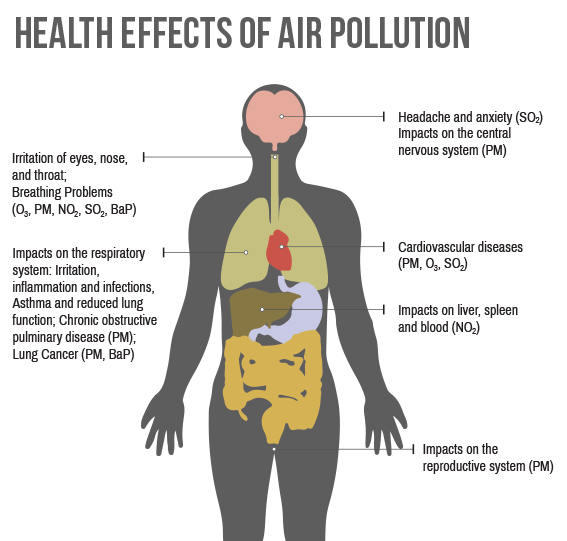 HEALTH EFFECTS OF AIR POLLUTION
Headache and anxiety (SO₂)
Impacts on the central
nervous system (PM)
Irritation of eyes, nose,
and throat;
Breathing Problems
(O₃, PM, NO₂, SO₂, BaP)
Cardiovascular diseases
(PM, O₃, SO₂)
Impacts on the respiratory
system: Irritation,
inflammation and infections,
Asthma and reduced lung
function; Chronic obstructive
pulminary disease (PM);
Lung Cancer (PM, BaP)
Impacts on liver, spleen
and blood (NO₂)
Impacts on the
reproductive system (PM)